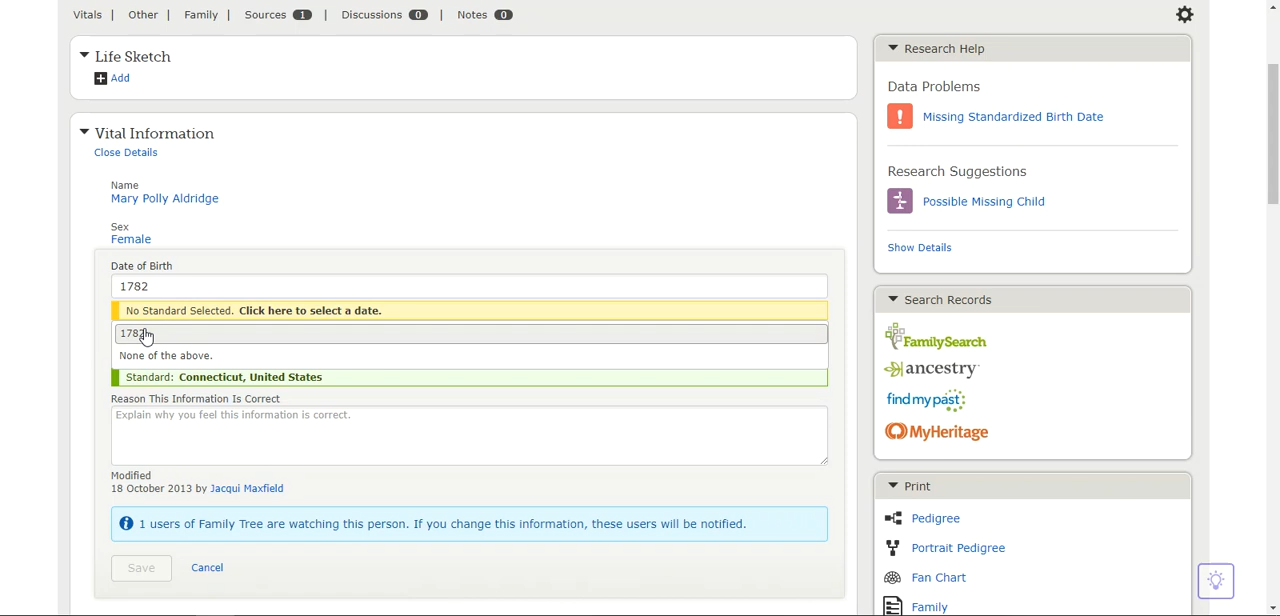 Vitals | Other | Family | Sources 1 | Discussions 0 | Notes 0
Life Sketch
Add
Vital Information
Close Details
Name
Mary Polly Aldridge
Sex
Female
Date of Birth
1782
No Standard Selected. Click here to select a date.
1782
None of the above.
Standard: Connecticut, United States
Reason This Information Is Correct
Explain why you feel this information is correct.
Modified
18 October 2013 by Jacqui Maxfield
1 users of Family Tree are watching this person. If you change this information, these users will be notified.
Save Cancel
Research Help
Data Problems
Missing Standardized Birth Date
Research Suggestions
Possible Missing Child
Show Details
Search Records
FamilySearch
ancestry
findmypast
MyHeritage
Print
Pedigree
Portrait Pedigree
Fan Chart
Family